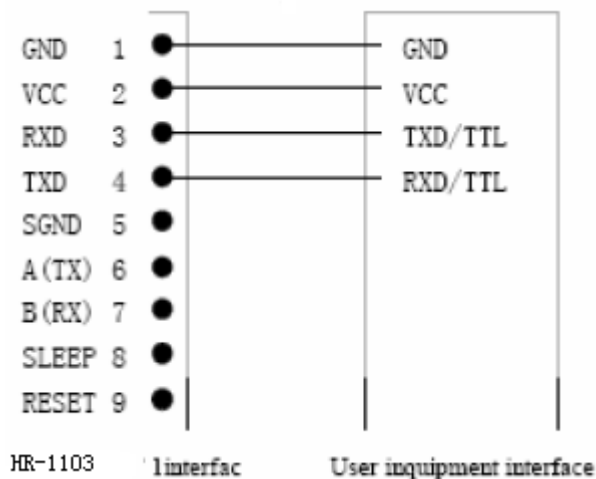 GND 1 GND
VCC 2 VCC
RXD 3 TXD/TTL
TXD 4 RXD/TTL
SGND 5
A(TX) 6
B(RX) 7
SLEEP 8
RESET 9
HR-1103 linterfac User inquipment interface